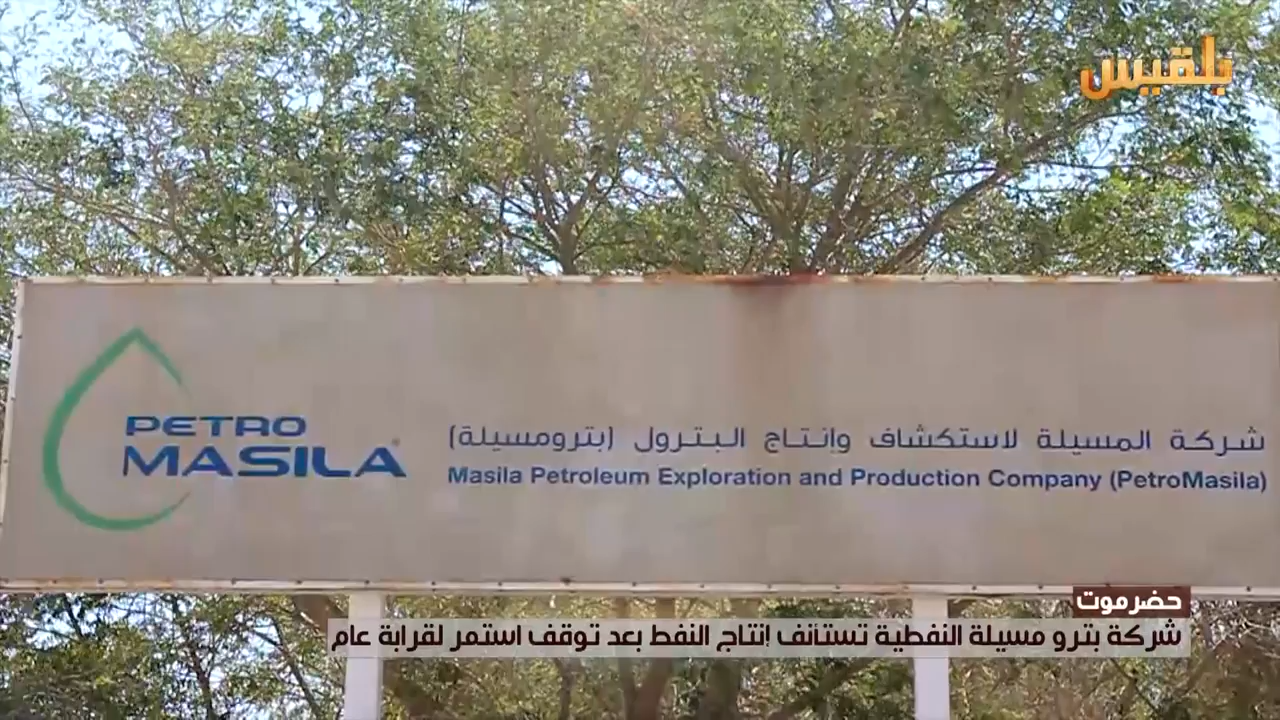 بلقيس
PETRO
MASILA
شركة المسيلة لاستكشاف وإنتاج البترول (بترومسيلة)
Masila Petroleum Exploration and Production Company (PetroMasila)
حضرموت
شركة بترو مسيلة النفطية تستأنف إنتاج النفط بعد توقف استمر لقرابة عام